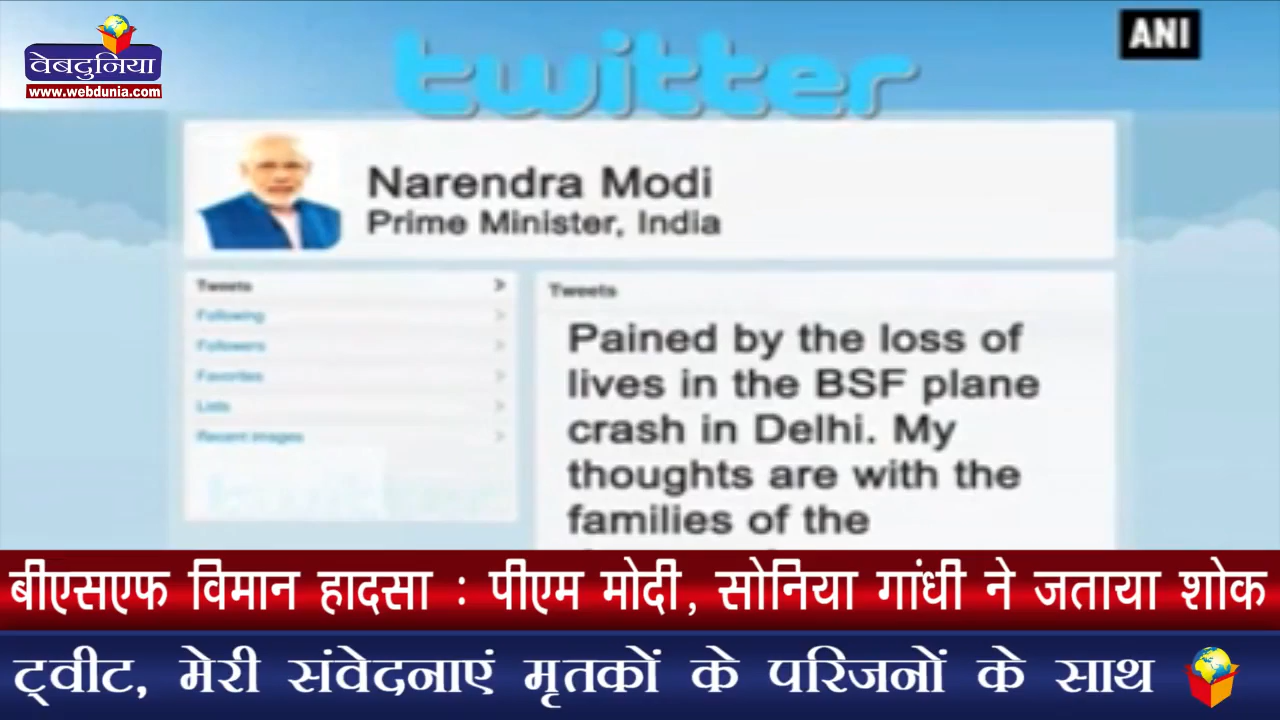 ANI
वेबदुनिया
www.webdunia.com
twitter
Narendra Modi
Prime Minister, India
Tweets
Following
Followers
Favorites
Lists
Recent images
Tweets
Pained by the loss of
lives in the BSF plane
crash in Delhi. My
thoughts are with the
families of the
बीएसएफ विमान हादसा : पीएम मोदी, सोनिया गांधी ने जताया शोक
ट्वीट, मेरी संवेदनाएं मृतकों के परिजनों के साथ